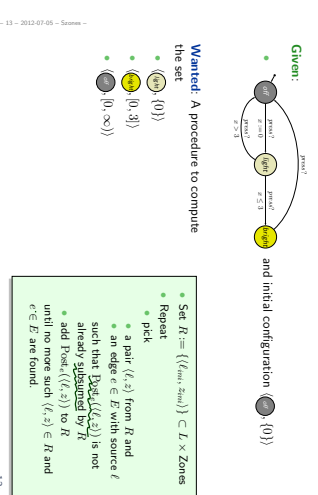 – 13 – 2012-07-05 – Szones –
Given:
press?
off
press?
x := 0
light
press?
x ≤ 3
bright
press?
x > 3
and initial configuration ⟨off, {0}⟩
Wanted: A procedure to compute
the set
⟨light, {0}⟩
⟨bright, [0, 3]⟩
⟨off, [0, ∞)⟩
Set R := {⟨ℓini, zini⟩} ⊂ L × Zones
Repeat
pick
a pair ⟨ℓ, z⟩ from R and
an edge e ∈ E with source ℓ
such that Poste(⟨ℓ, z⟩) is not
already subsumed by R
add Poste(⟨ℓ, z⟩) to R
until no more such ⟨ℓ, z⟩ ∈ R and
e ∈ E are found.